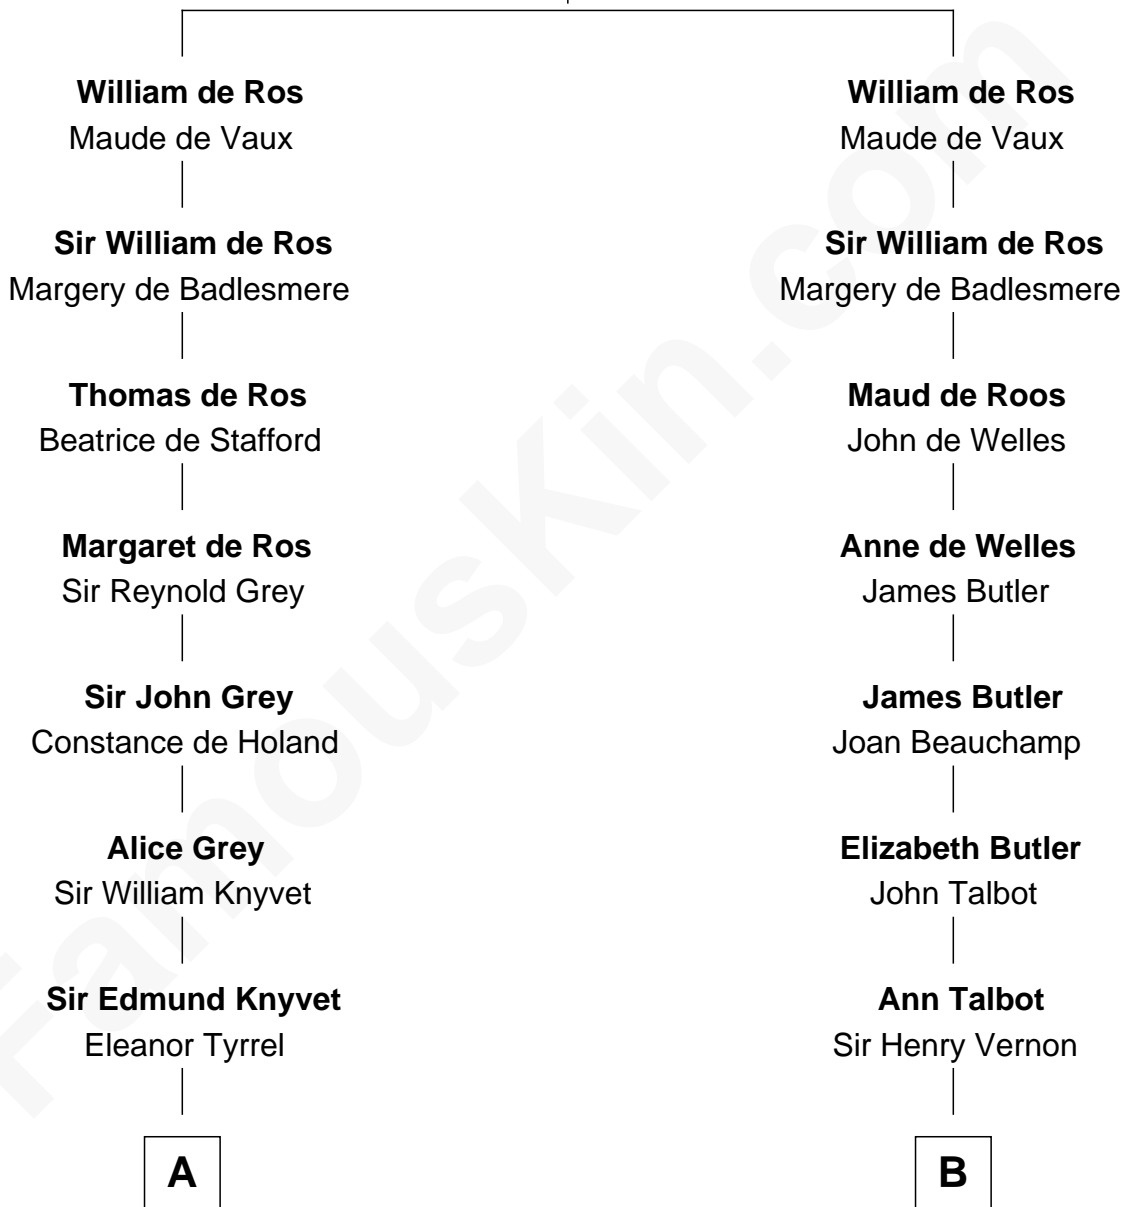 William de Ros
Maude de Vaux
Sir William de Ros
Margery de Badlesmere
Thomas de Ros
Beatrice de Stafford
Margaret de Ros
Sir Reynold Grey
Sir John Grey
Constance de Holand
Alice Grey
Sir William Knyvet
Sir Edmund Knyvet
Eleanor Tyrrel
A
William de Ros
Maude de Vaux
Sir William de Ros
Margery de Badlesmere
Maud de Roos
John de Welles
Anne de Welles
James Butler
James Butler
Joan Beauchamp
Elizabeth Butler
John Talbot
Ann Talbot
Sir Henry Vernon
B
FamousKin.com